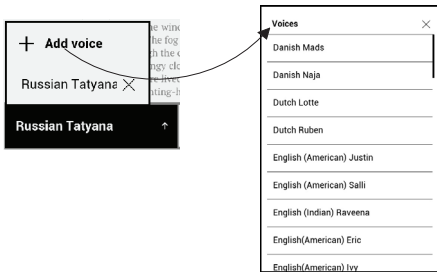 Add voice
Russian Tatyana
Russian Tatyana
Voices
Danish Mads
Danish Naja
Dutch Lotte
Dutch Ruben
English (American) Justin
English (American) Salli
English (Indian) Raveena
English(American) Eric
English(American) Ivy